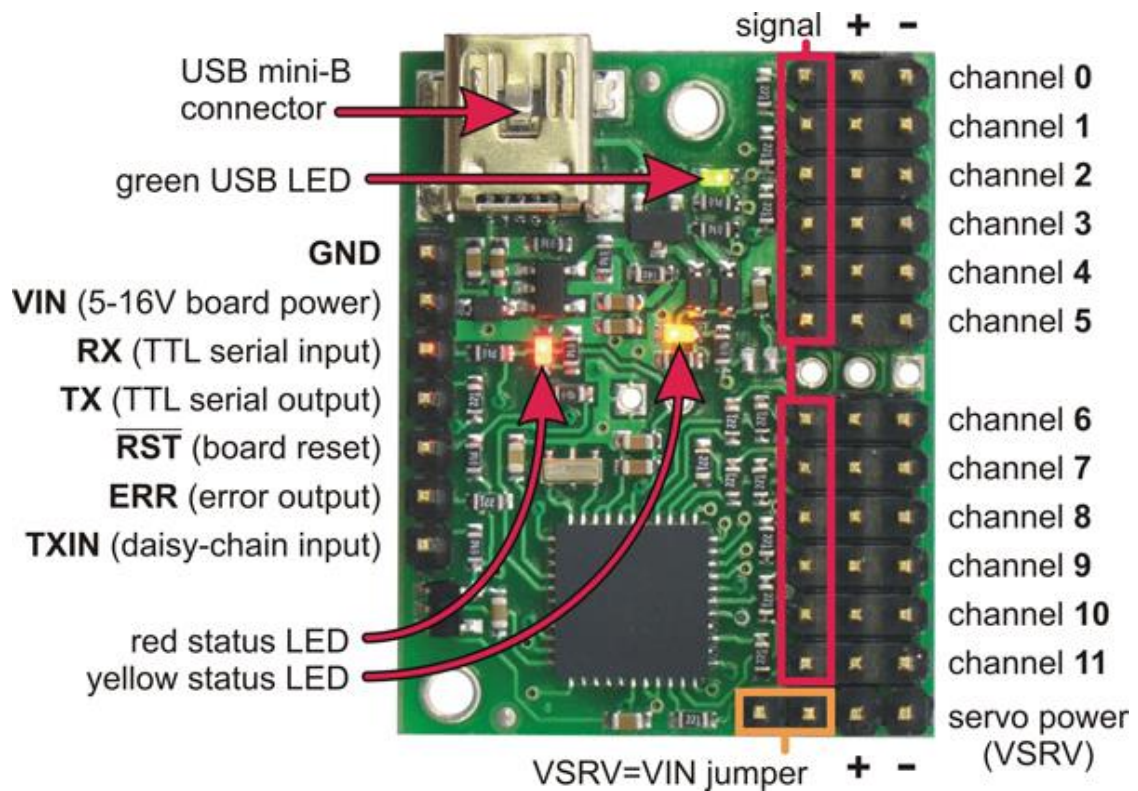 signal + -
USB mini-B
connector
green USB LED
GND
VIN (5-16V board power)
RX (TTL serial input)
TX (TTL serial output)
RST (board reset)
ERR (error output)
TXIN (daisy-chain input)
red status LED
yellow status LED
channel 0
channel 1
channel 2
channel 3
channel 4
channel 5
channel 6
channel 7
channel 8
channel 9
channel 10
channel 11
servo power
(VSRV)
VSRV=VIN jumper + -